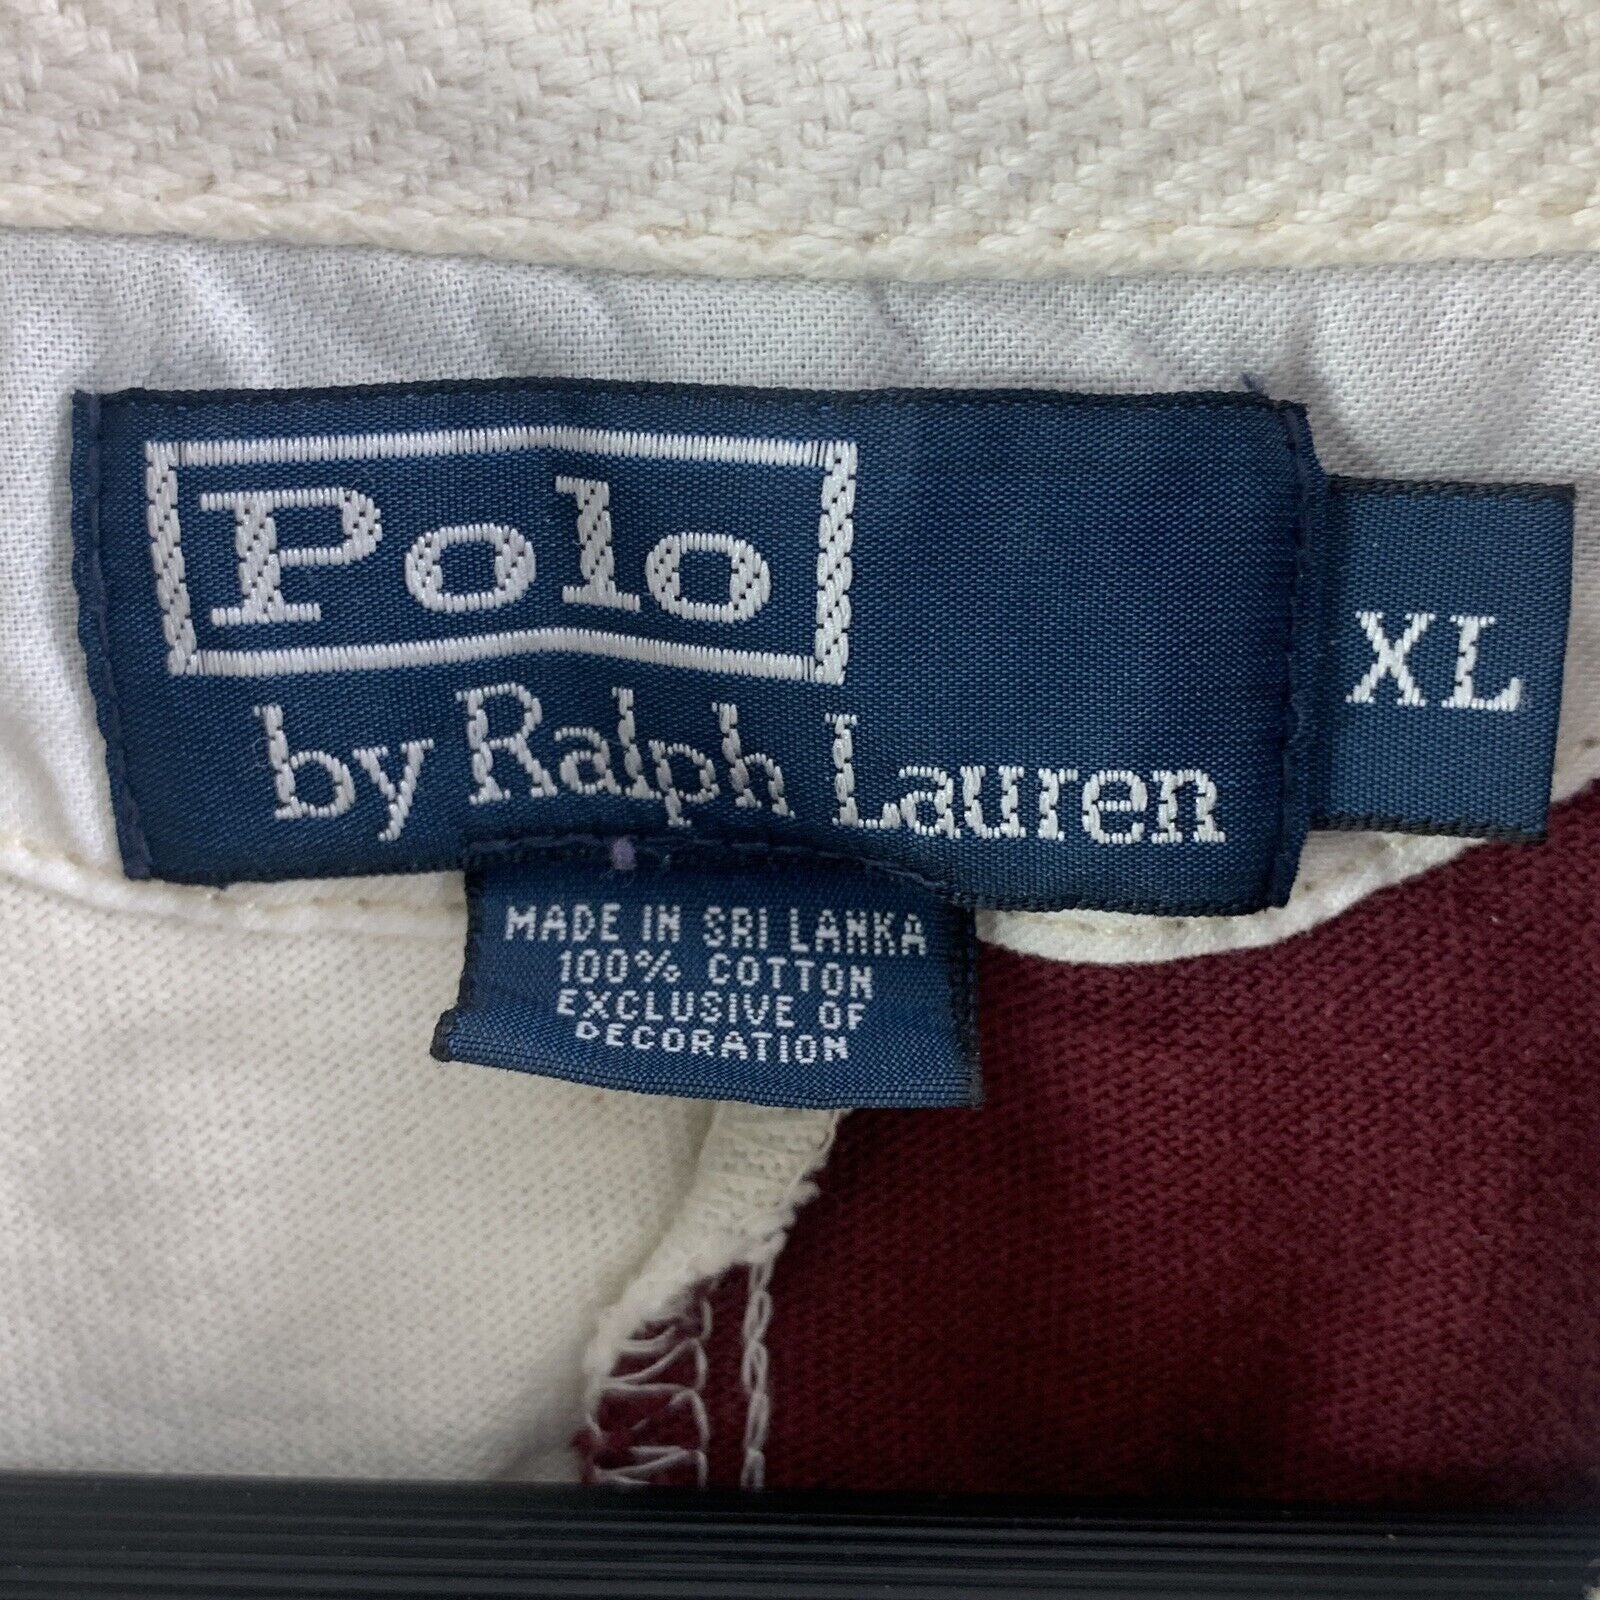 Polo
by Ralph Lauren
XL
MADE IN SRI LANKA
100% COTTON
EXCLUSIVE OF
DECORATION